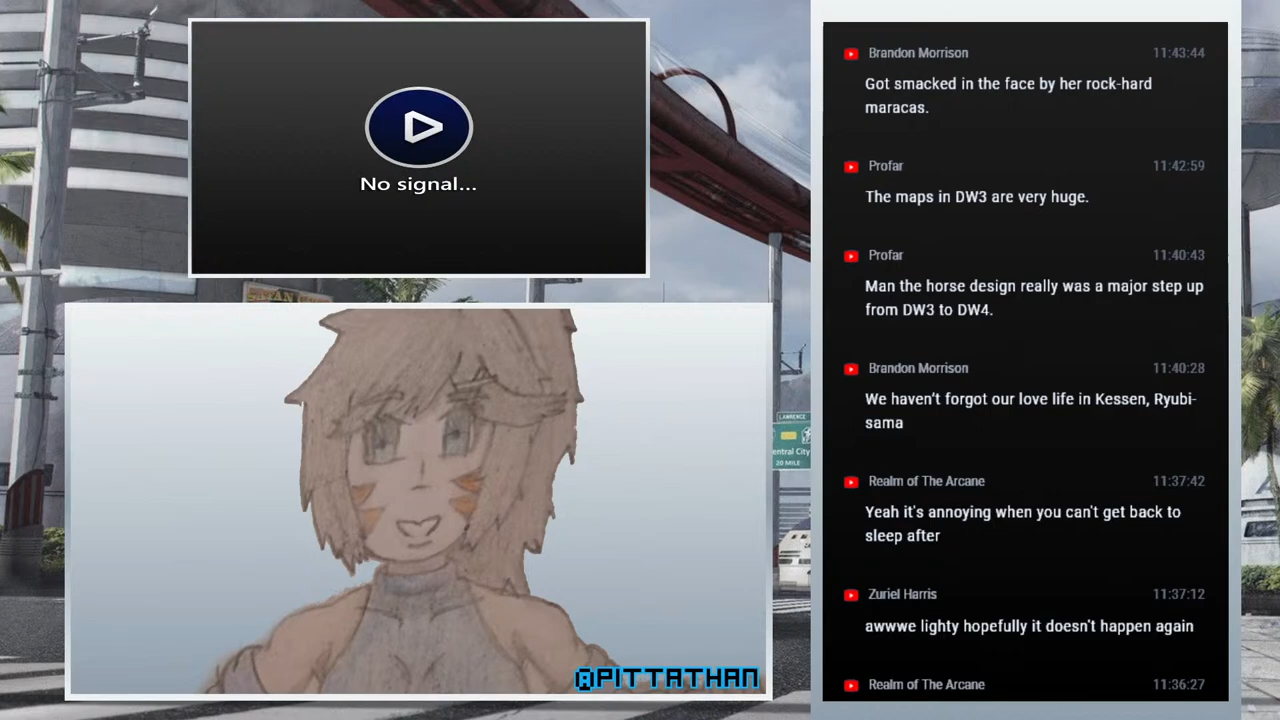 No signal...
@PITTATHAN
LAWRENCE
entral City
20 MILE
Brandon Morrison 11:43:44
Got smacked in the face by her rock-hard
maracas.
Profar 11:42:59
The maps in DW3 are very huge.
Profar 11:40:43
Man the horse design really was a major step up
from DW3 to DW4.
Brandon Morrison 11:40:28
We haven't forgot our love life in Kessen, Ryubi-
sama
Realm of The Arcane 11:37:42
Yeah it's annoying when you can't get back to
sleep after
Zuriel Harris 11:37:12
awwwe lighty hopefully it doesn't happen again
Realm of The Arcane 11:36:27